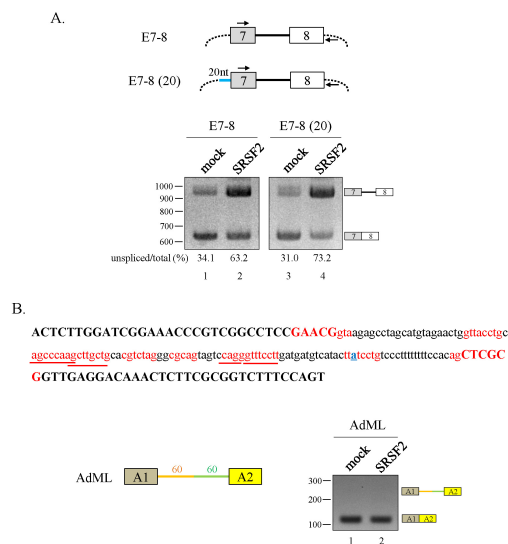 A.
E7-8
7
8
E7-8 (20)
20nt
7
8
E7-8
E7-8 (20)
mock
SRSF2
mock
SRSF2
1000
900
800
700
600
7
8
7
8
unspliced/total (%)
34.1
63.2
31.0
73.2
1
2
3
4
B.
ACTCTTGGATCGGAAACCCGTCGGCCTCCGAACGgtaagagcctagcatgtagaactggttacctgc
agcccaagcttgctgcacgtctagggcgcagtagtccagggtttccttgatgatgtcatacttatcctgtcccttttttttccacagCTCGCG
GTTGAGGACAAACTCTTCGCGGTCTTTCCAGT
AdML
A1
60
60
A2
AdML
mock
SRSF2
300
200
100
A1
A2
A1
A2
1
2